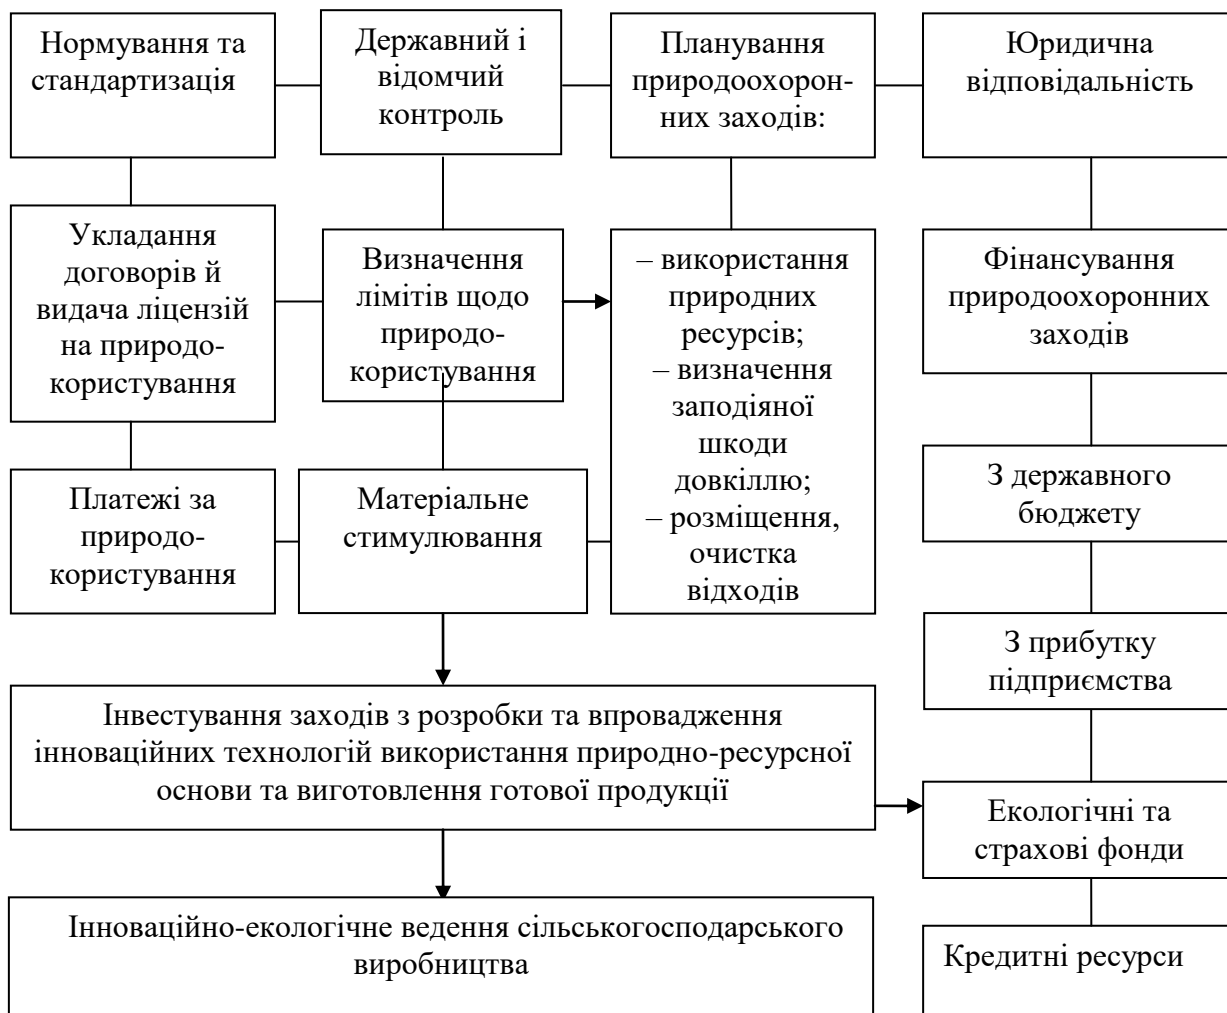 Нормування та
стандартизація
Державний і
відомчий
контроль
Планування
природоохорон-
них заходів:
Юридична
відповідальність
Укладання
договорів й
видача ліцензій
на природо-
користування
Визначення
лімітів щодо
природо-
користування
– використання
природних
ресурсів;
– визначення
заподіяної
шкоди
довкіллю;
– розміщення,
очистка
відходів
Фінансування
природоохоронних
заходів
Платежі за
природо-
користування
Матеріальне
стимулювання
З державного
бюджету
З прибутку
підприємства
Інвестування заходів з розробки та впровадження
інноваційних технологій використання природно-ресурсної
основи та виготовлення готової продукції
Екологічні та
страхові фонди
Інноваційно-екологічне ведення сільськогосподарського
виробництва
Кредитні ресурси